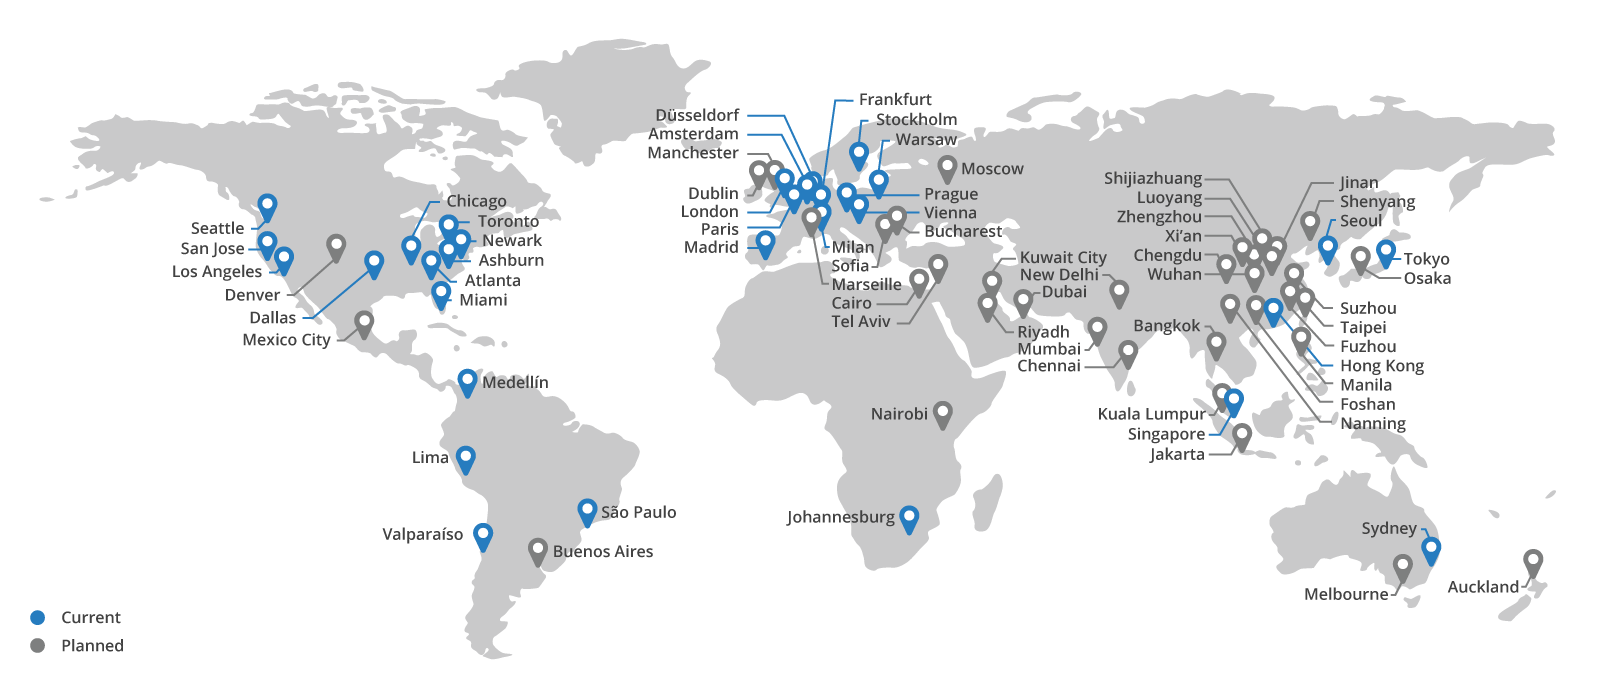 Frankfurt
Düsseldorf
Stockholm
Amsterdam
Warsaw
Manchester
Moscow
Dublin
Prague
London
Vienna
Paris
Bucharest
Madrid
Milan
Sofia
Marseille
Cairo
Tel Aviv
Chicago
Toronto
Seattle
Newark
San Jose
Ashburn
Los Angeles
Atlanta
Denver
Miami
Dallas
Mexico City
Medellín
Lima
São Paulo
Valparaíso
Buenos Aires
Nairobi
Johannesburg
Kuwait City
New Delhi
Dubai
Riyadh
Mumbai
Chennai
Shijiazhuang
Luoyang
Zhengzhou
Xi’an
Chengdu
Wuhan
Jinan
Shenyang
Seoul
Tokyo
Osaka
Suzhou
Taipei
Fuzhou
Hong Kong
Manila
Foshan
Nanning
Bangkok
Kuala Lumpur
Singapore
Jakarta
Sydney
Melbourne
Auckland
Current
Planned